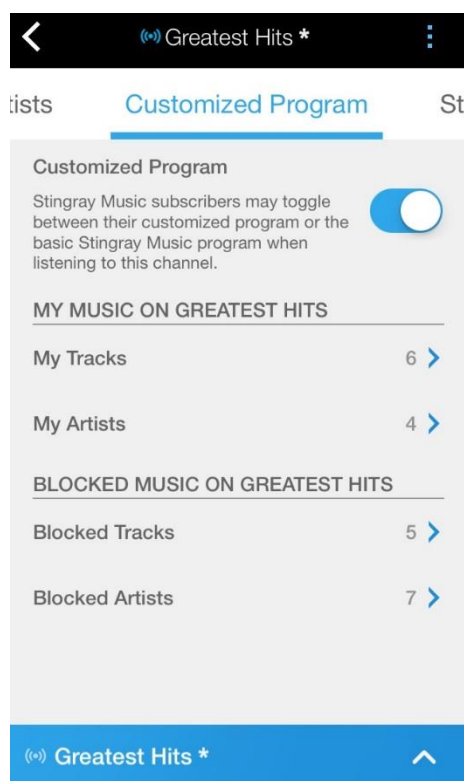 Greatest Hits *
ists Customized Program St
Customized Program
Stingray Music subscribers may toggle
between their customized program or the
basic Stingray Music program when
listening to this channel.
MY MUSIC ON GREATEST HITS
My Tracks 6
My Artists 4
BLOCKED MUSIC ON GREATEST HITS
Blocked Tracks 5
Blocked Artists 7
Greatest Hits *